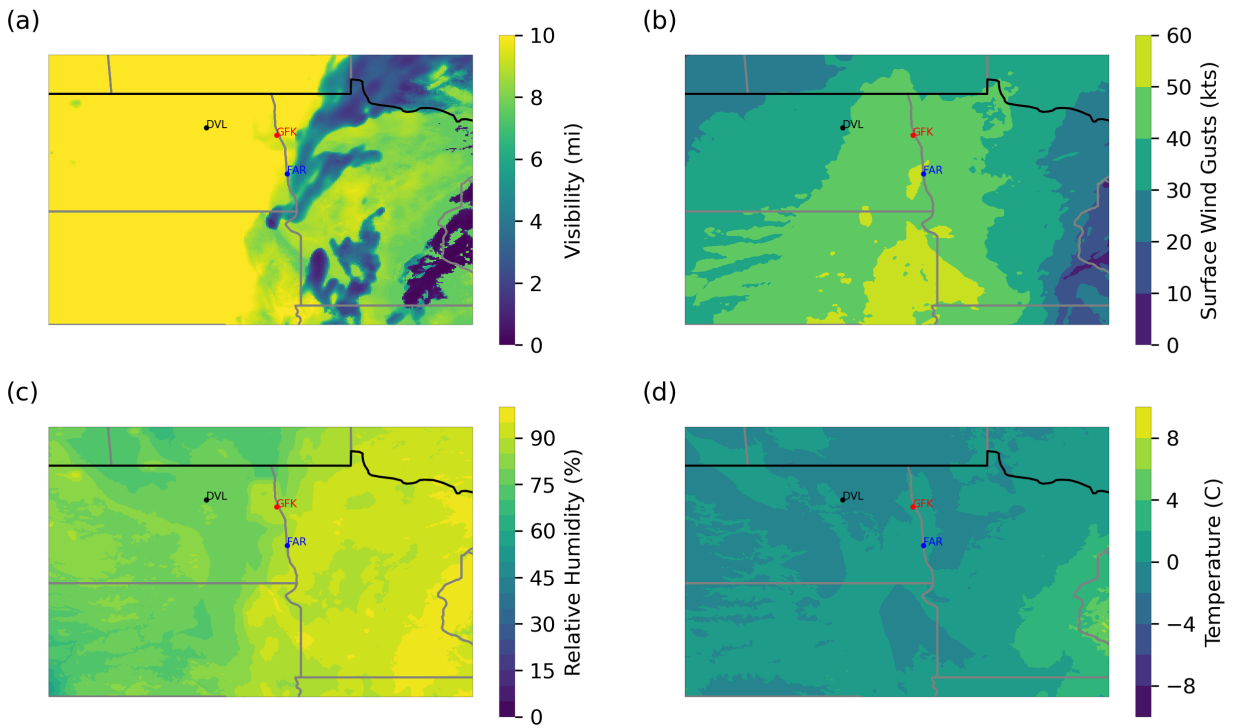 (a)
DVL
GFK
FAR
10
8
6
4
2
0
Visibility (mi)
(b)
DVL
GFK
FAR
60
50
40
30
20
10
0
Surface Wind Gusts (kts)
(c)
DVL
GFK
FAR
90
75
60
45
30
15
0
Relative Humidity (%)
(d)
DVL
GFK
FAR
8
4
0
−4
−8
Temperature (C)